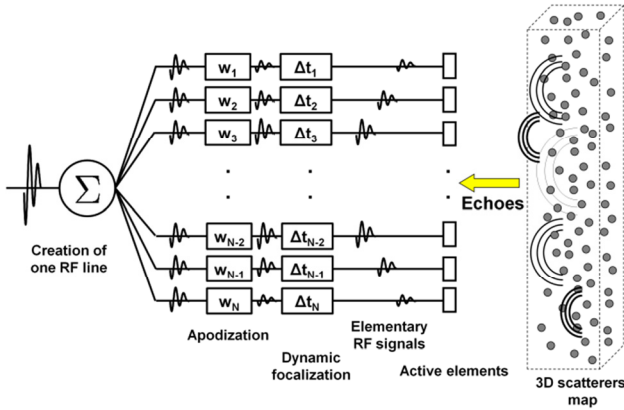 w1
Δt1
w2
Δt2
w3
Δt3
Σ
Echoes
Creation of
one RF line
wN-2
ΔtN-2
wN-1
ΔtN-1
wN
ΔtN
Apodization
Elementary
RF signals
Dynamic
focalization
Active elements
3D scatterers
map